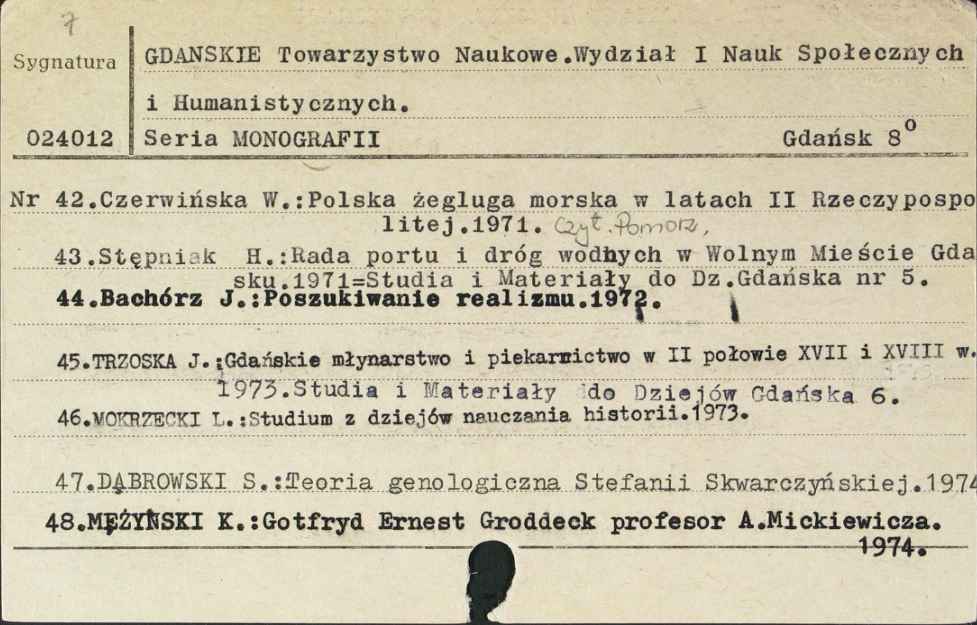 7
Sygnatura
GDANSKIE Towarzystwo Naukowe.Wydział I Nauk Społecznych
i Humanistycznych.
024012
Seria MONOGRAFII Gdańsk 8o
Nr 42.Czerwińska W.:Polska żegluga morska w latach II Rzeczypospo
litej.1971. Czyt. Pomorz.
43.Stępniak H.:Rada portu i dróg wodnych w Wolnym Mieście Gda
sku.1971=Studia i Materiały do Dz.Gdańska nr 5.
44.Bachórz J.:Poszukiwanie realizmu.1972.
45.TRZOSKA J.:Gdańskie młynarstwo i piekarnictwo w II połowie XVII i XVIII w.
1973.Studia i Materiały do Dziejów Gdańska 6.
46.MOKRZECKI L.:Studium z dziejów nauczania historii.1973.
47.DĄBROWSKI S.:Teoria genologiczna Stefanii Skwarczyńskiej.1974
48.MĘŻYŃSKI K.:Gotfryd Ernest Groddeck profesor A.Mickiewicza.
1974.